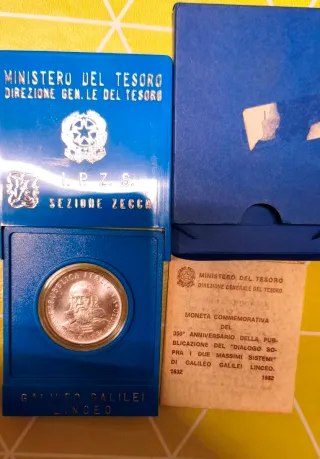 MINISTERO DEL TESORO
DIREZIONE GEN.LE DEL TESORO
I.P.Z.S.
SEZIONE ZECCA
REPUBBLICA ITALIANA
GALILEO GALILEI
LINCEO
MINISTERO DEL TESORO
DIREZIONE GENERALE DEL TESORO
MONETA COMMEMORATIVA
DEL
350° ANNIVERSARIO DELLA PUB-
BLICAZIONE DEL "DIALOGO SO-
PRA I DUE MASSIMI SISTEMI"
DI GALILEO GALILEI LINCEO.
1632 1982